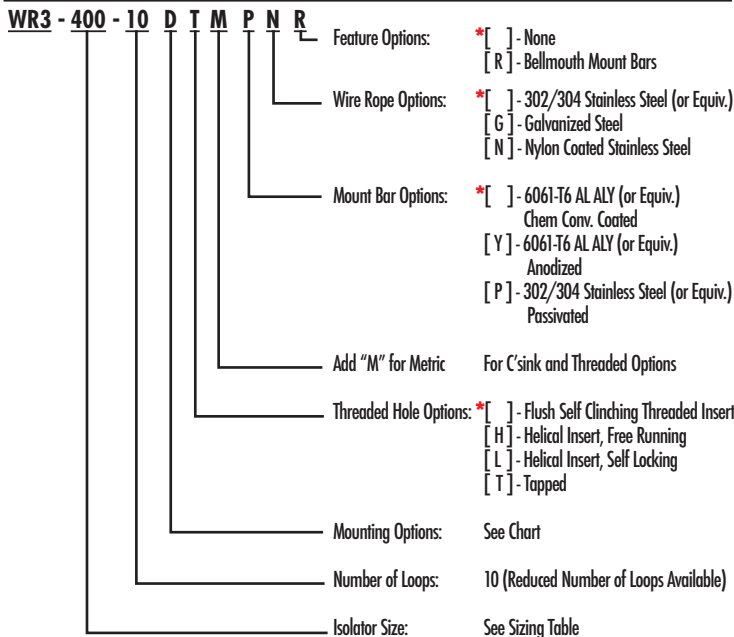 WR3 - 400 - 10 D T M P N R
Feature Options: *[ ] - None
[ R ] - Bellmouth Mount Bars
Wire Rope Options: *[ ] - 302/304 Stainless Steel (or Equiv.)
[ G ] - Galvanized Steel
[ N ] - Nylon Coated Stainless Steel
Mount Bar Options: *[ ] - 6061-T6 AL ALY (or Equiv.)
Chem Conv. Coated
[ Y ] - 6061-T6 AL ALY (or Equiv.)
Anodized
[ P ] - 302/304 Stainless Steel (or Equiv.)
Passivated
Add “M” for Metric For C’sink and Threaded Options
Threaded Hole Options: *[ ] - Flush Self Clinching Threaded Insert
[ H ] - Helical Insert, Free Running
[ L ] - Helical Insert, Self Locking
[ T ] - Tapped
Mounting Options: See Chart
Number of Loops: 10 (Reduced Number of Loops Available)
Isolator Size: See Sizing Table